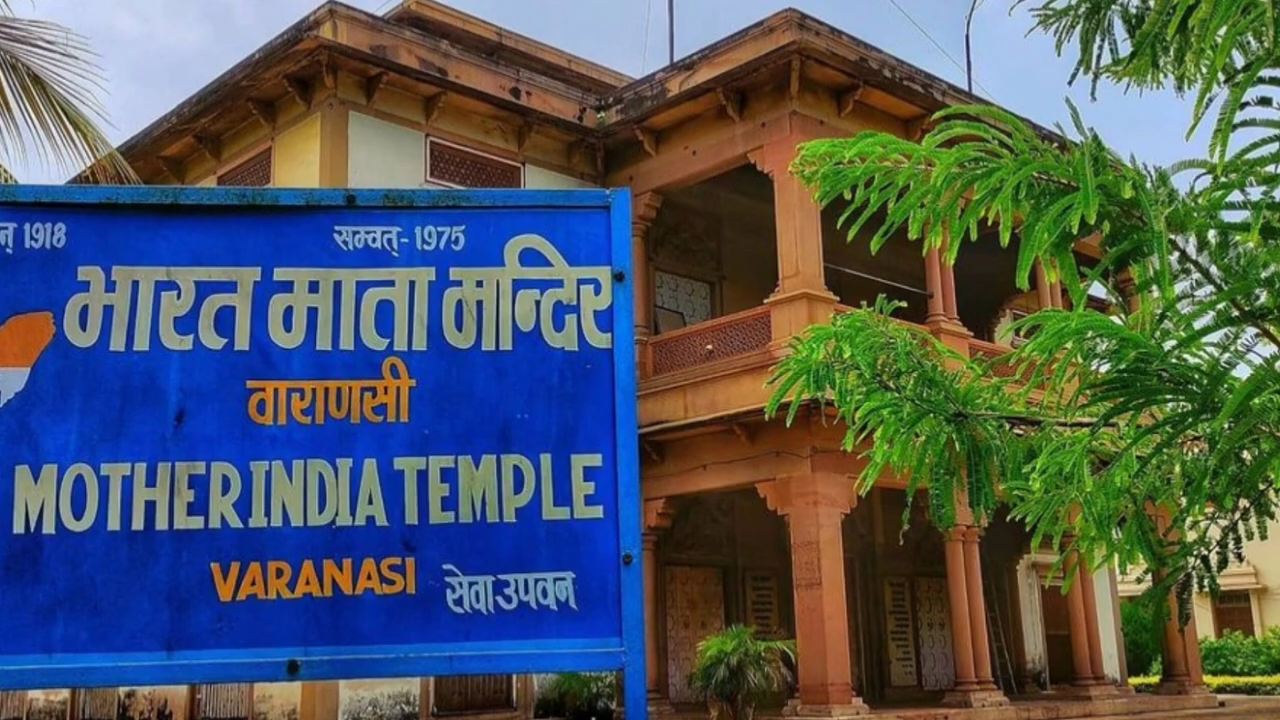 1918 सम्वत्-1975
भारत माता मन्दिर
वाराणसी
MOTHER INDIA TEMPLE
VARANASI
सेवा उपवन